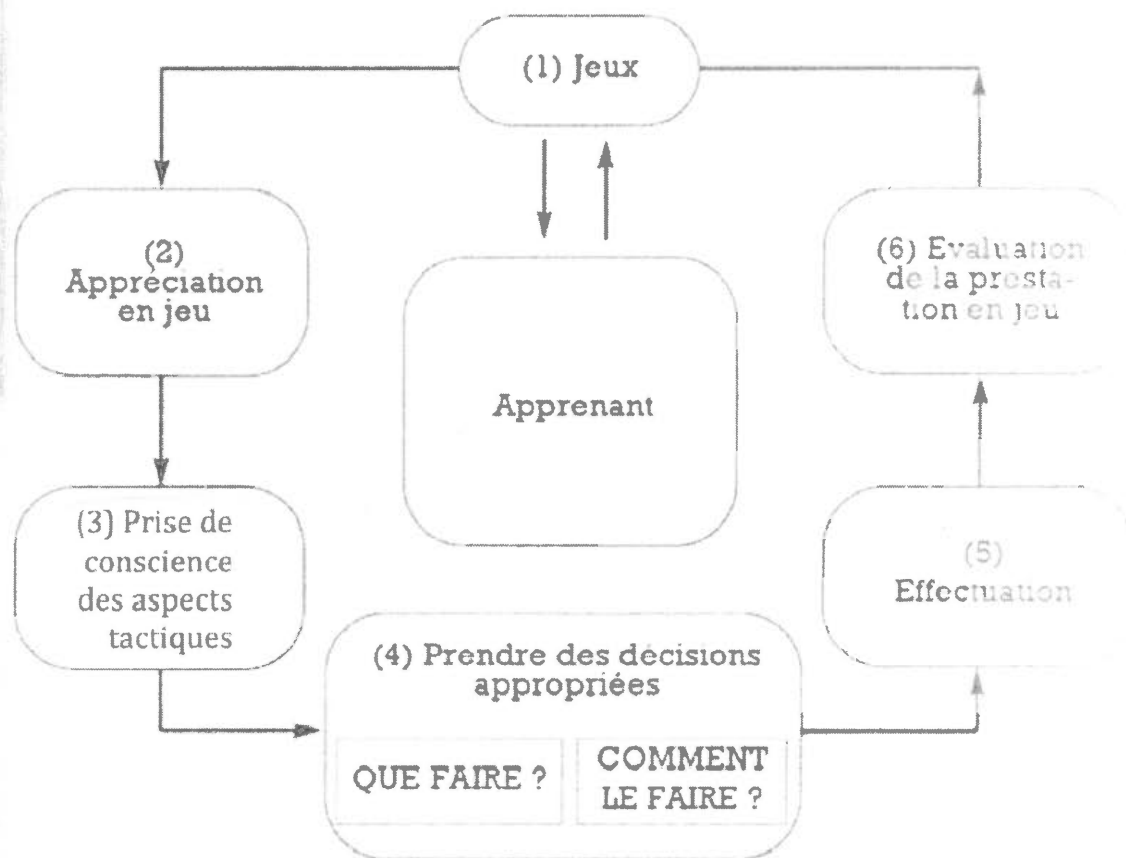 (1) Jeux
(2)
Appréciation
en jeu
(3) Prise de
conscience
des aspects
tactiques
(4) Prendre des décisions
appropriées
QUE FAIRE ?
COMMENT
LE FAIRE ?
(5)
Effectuation
(6) Evaluation
de la presta-
tion en jeu
Apprenant